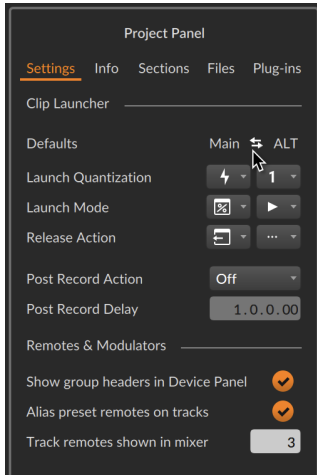 Project Panel
Settings Info Sections Files Plug-ins
Clip Launcher
Defaults Main ALT
Launch Quantization 1
Launch Mode
Release Action ...
Post Record Action Off
Post Record Delay 1.0.0.00
Remotes & Modulators
Show group headers in Device Panel
Alias preset remotes on tracks
Track remotes shown in mixer 3